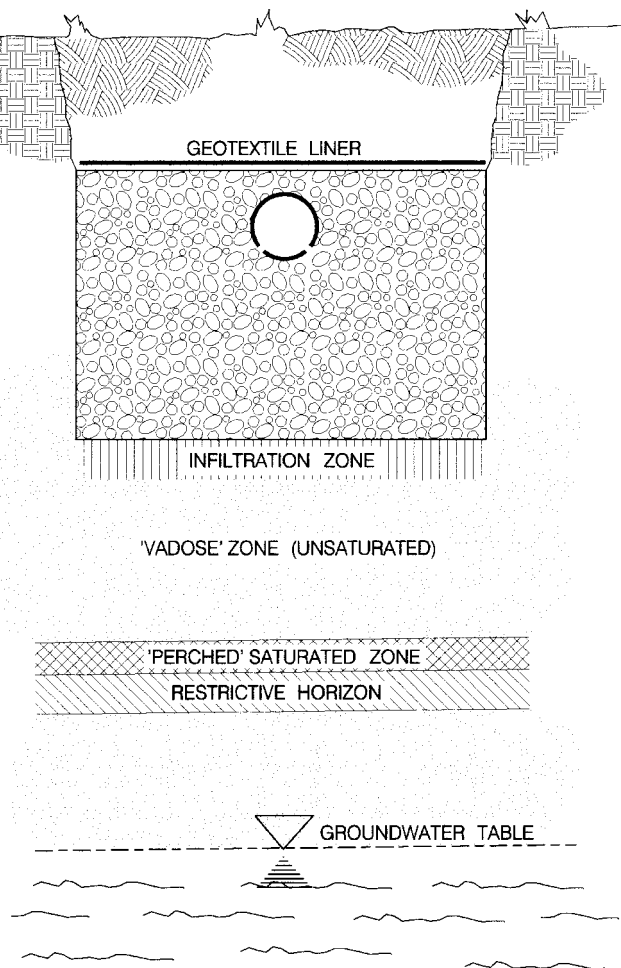 GEOTEXTILE LINER
INFILTRATION ZONE
'VADOSE' ZONE (UNSATURATED)
'PERCHED' SATURATED ZONE
RESTRICTIVE HORIZON
GROUNDWATER TABLE